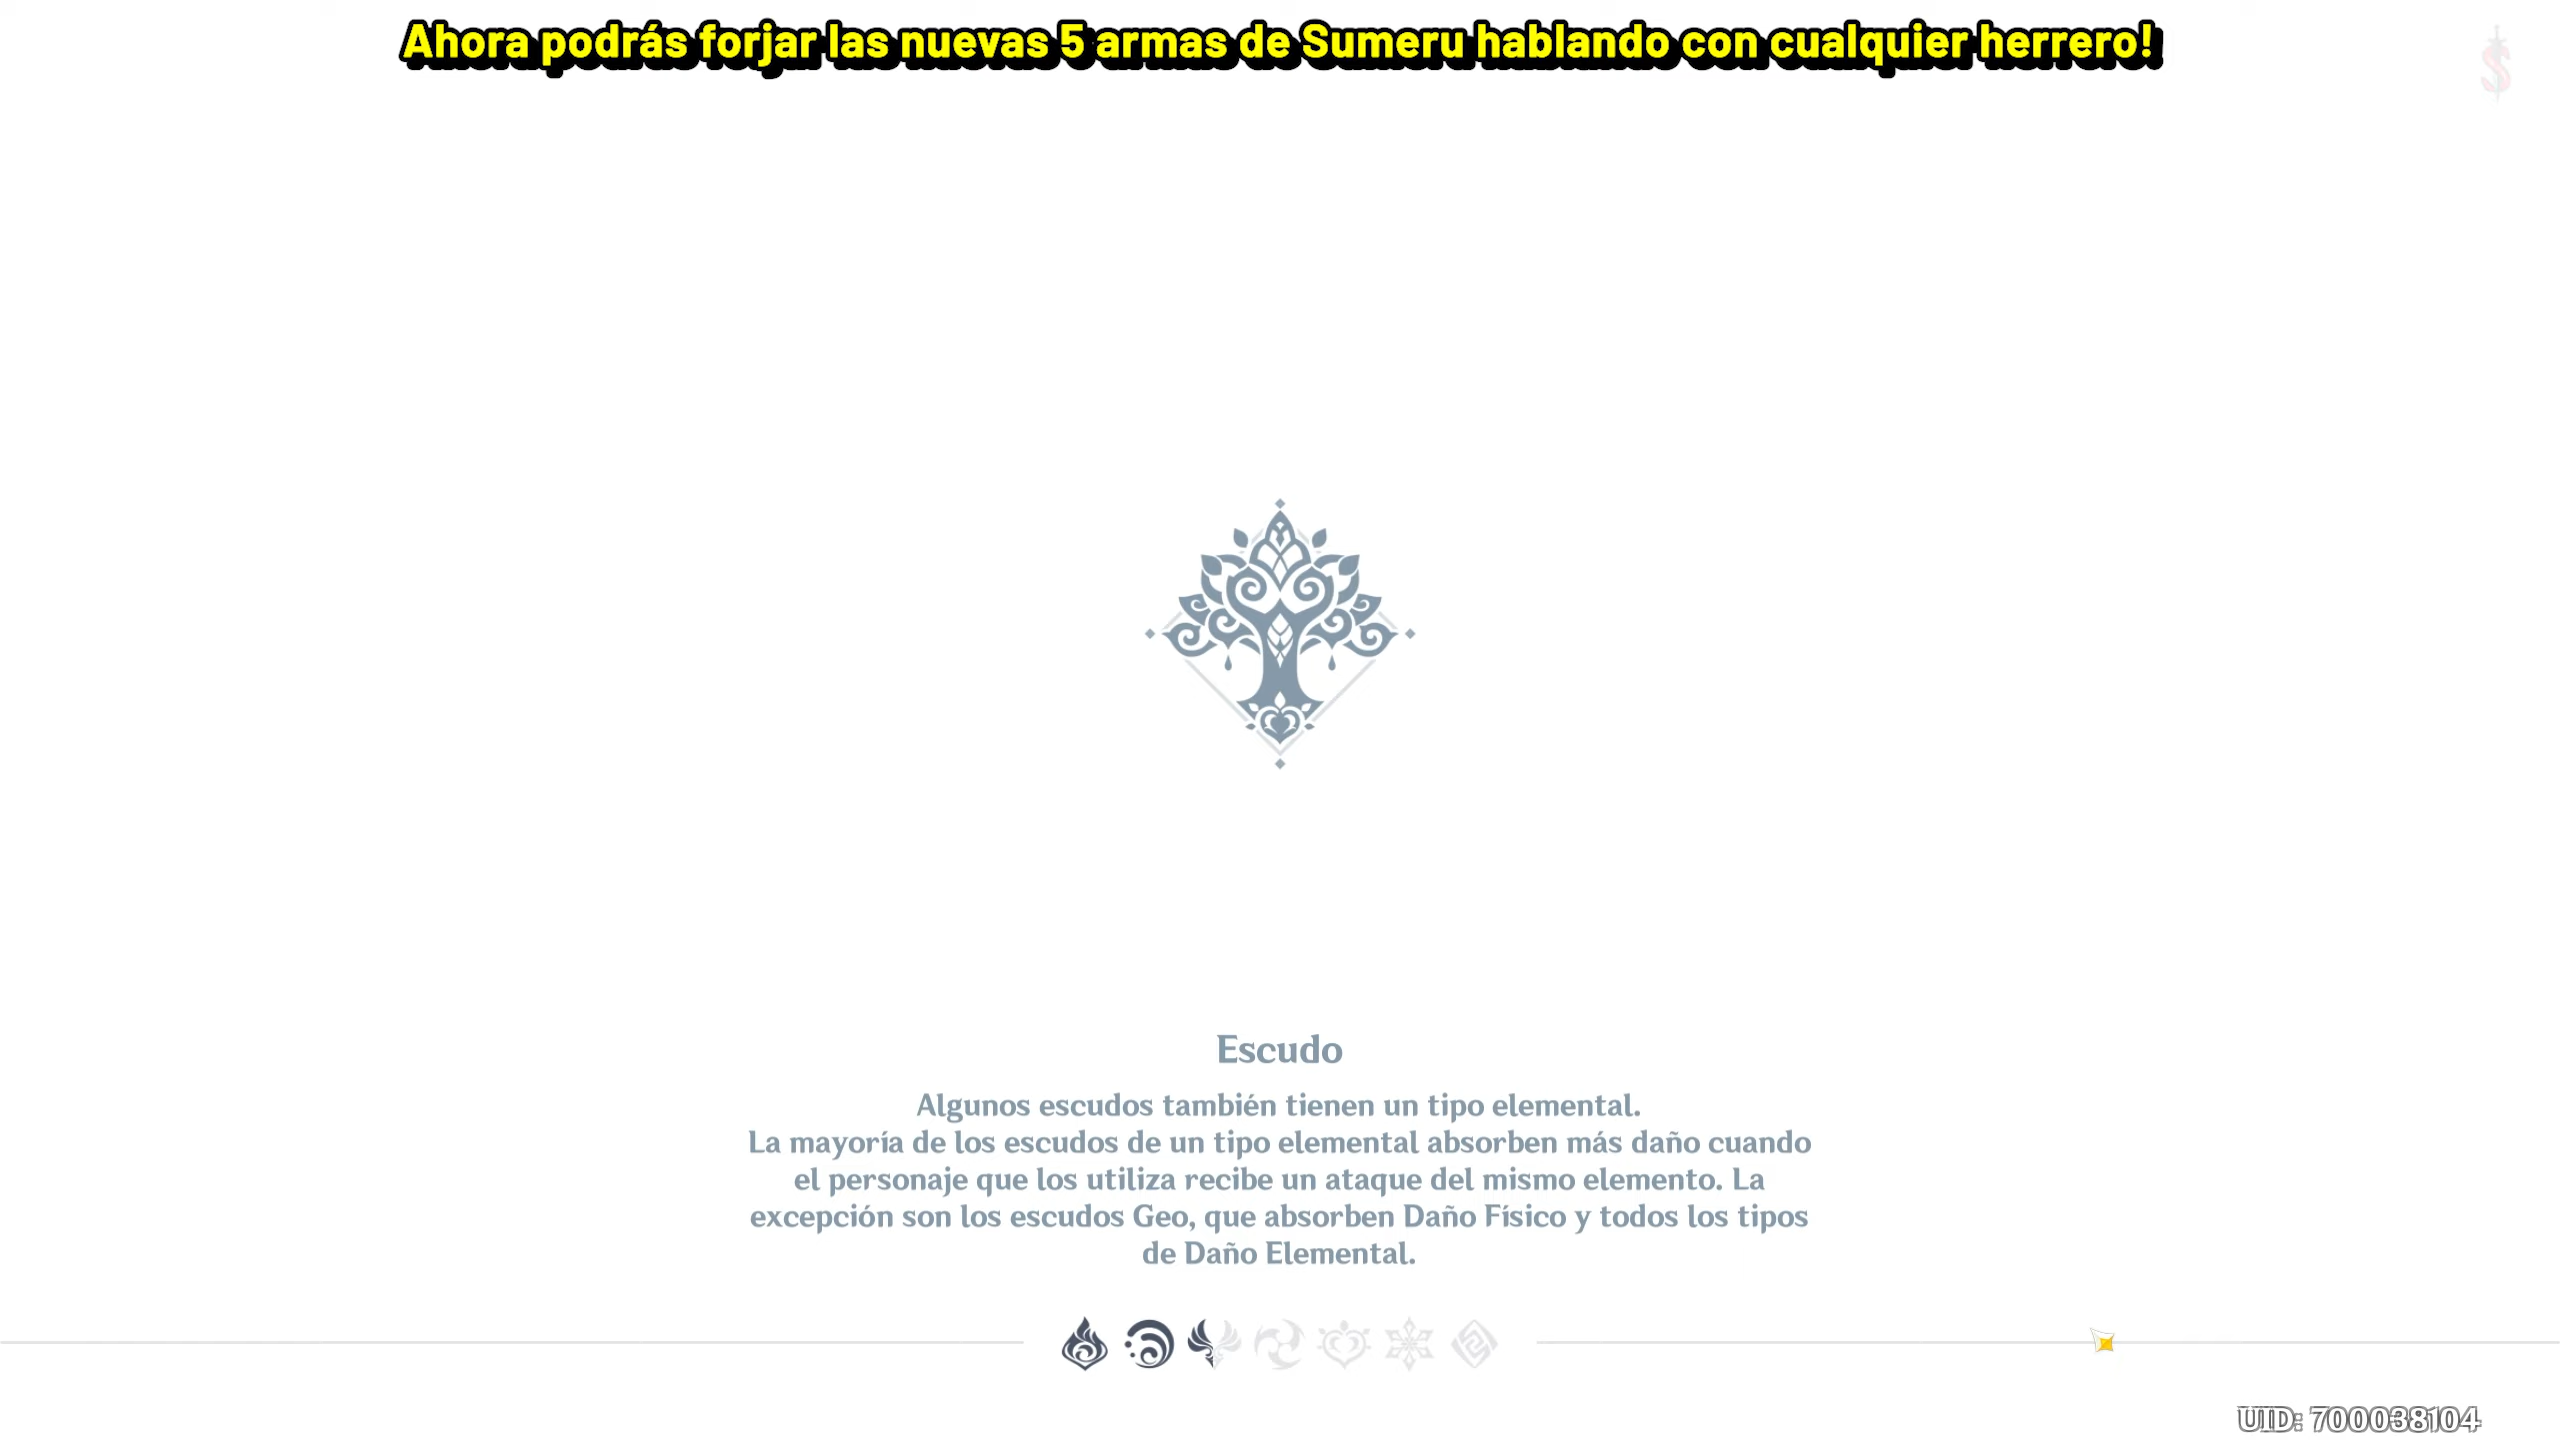 Ahora podrás forjar las nuevas 5 armas de Sumeru hablando con cualquier herrero!
Escudo
Algunos escudos también tienen un tipo elemental.
La mayoría de los escudos de un tipo elemental absorben más daño cuando
el personaje que los utiliza recibe un ataque del mismo elemento. La
excepción son los escudos Geo, que absorben Daño Físico y todos los tipos
de Daño Elemental.
UID: 700038104